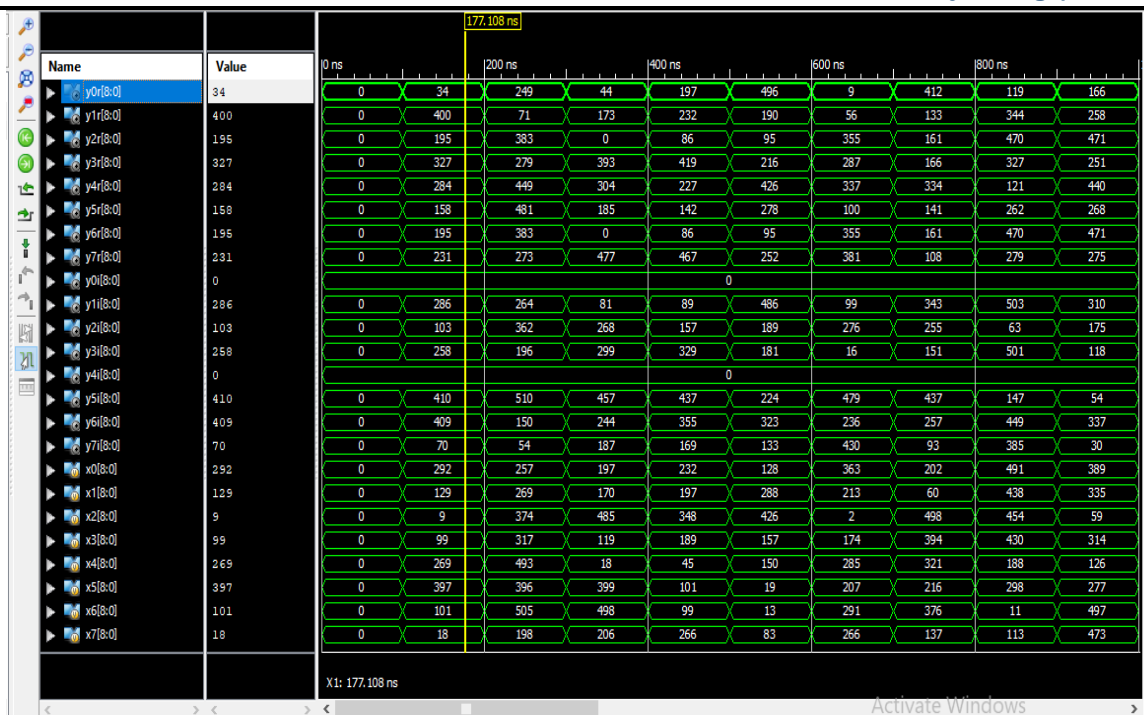 177.108 ns
Name Value 0 ns 200 ns 400 ns 600 ns 800 ns
y0r[8:0] 34 0 34 249 44 197 496 9 412 119 166
y1r[8:0] 400 0 400 71 173 232 190 56 133 344 258
y2r[8:0] 195 0 195 383 0 86 95 355 161 470 471
y3r[8:0] 327 0 327 279 393 419 216 287 166 327 251
y4r[8:0] 284 0 284 449 304 227 426 337 334 121 440
y5r[8:0] 158 0 158 481 185 142 278 100 141 262 268
y6r[8:0] 195 0 195 383 0 86 95 355 161 470 471
y7r[8:0] 231 0 231 273 477 467 252 381 108 279 275
y0i[8:0] 0 0
y1i[8:0] 286 0 286 264 81 89 486 99 343 503 310
y2i[8:0] 103 0 103 362 268 157 189 276 255 63 175
y3i[8:0] 258 0 258 196 299 329 181 16 151 501 118
y4i[8:0] 0 0
y5i[8:0] 410 0 410 510 457 437 224 479 437 147 54
y6i[8:0] 409 0 409 150 244 355 323 236 257 449 337
y7i[8:0] 70 0 70 54 187 169 133 430 93 385 30
x0[8:0] 292 0 292 257 197 232 128 363 202 491 389
x1[8:0] 129 0 129 269 170 197 288 213 60 438 335
x2[8:0] 9 0 9 374 485 348 426 2 498 454 59
x3[8:0] 99 0 99 317 119 189 157 174 394 430 314
x4[8:0] 269 0 269 493 18 45 150 285 321 188 126
x5[8:0] 397 0 397 396 399 101 19 207 216 298 277
x6[8:0] 101 0 101 505 498 99 13 291 376 11 497
x7[8:0] 18 0 18 198 206 266 83 266 137 113 473
X1: 177.108 ns
Activate Windows